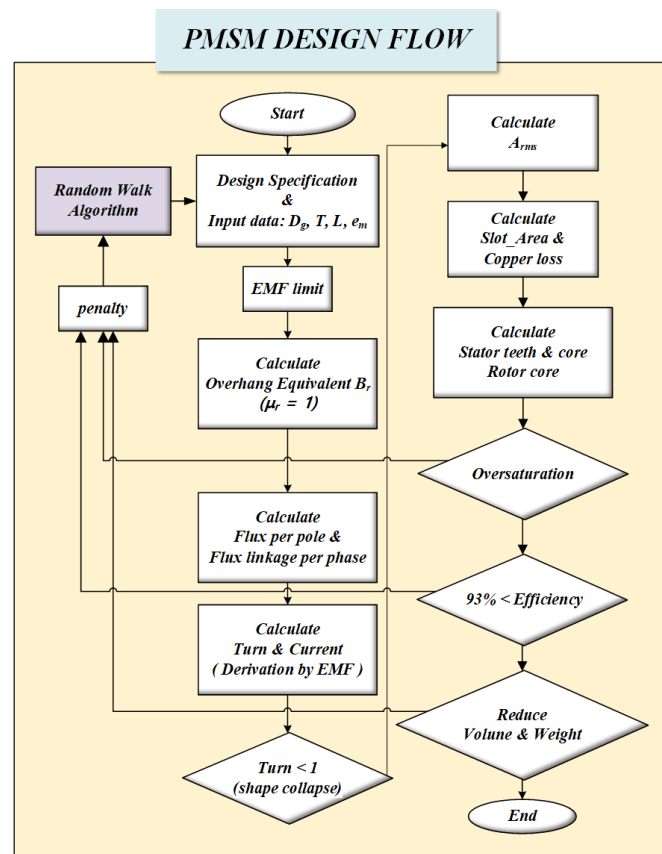 PMSM DESIGN FLOW
Start
Design Specification
&
Input data: Dg, T, L, em
Random Walk
Algorithm
EMF limit
penalty
Calculate
Overhang Equivalent Br
(μr = 1)
Calculate
Flux per pole &
Flux linkage per phase
Calculate
Turn & Current
( Derivation by EMF )
Turn < 1
(shape collapse)
Calculate
Arms
Calculate
Slot_Area &
Copper loss
Calculate
Stator teeth & core
Rotor core
Oversaturation
93% < Efficiency
Reduce
Volume & Weight
End